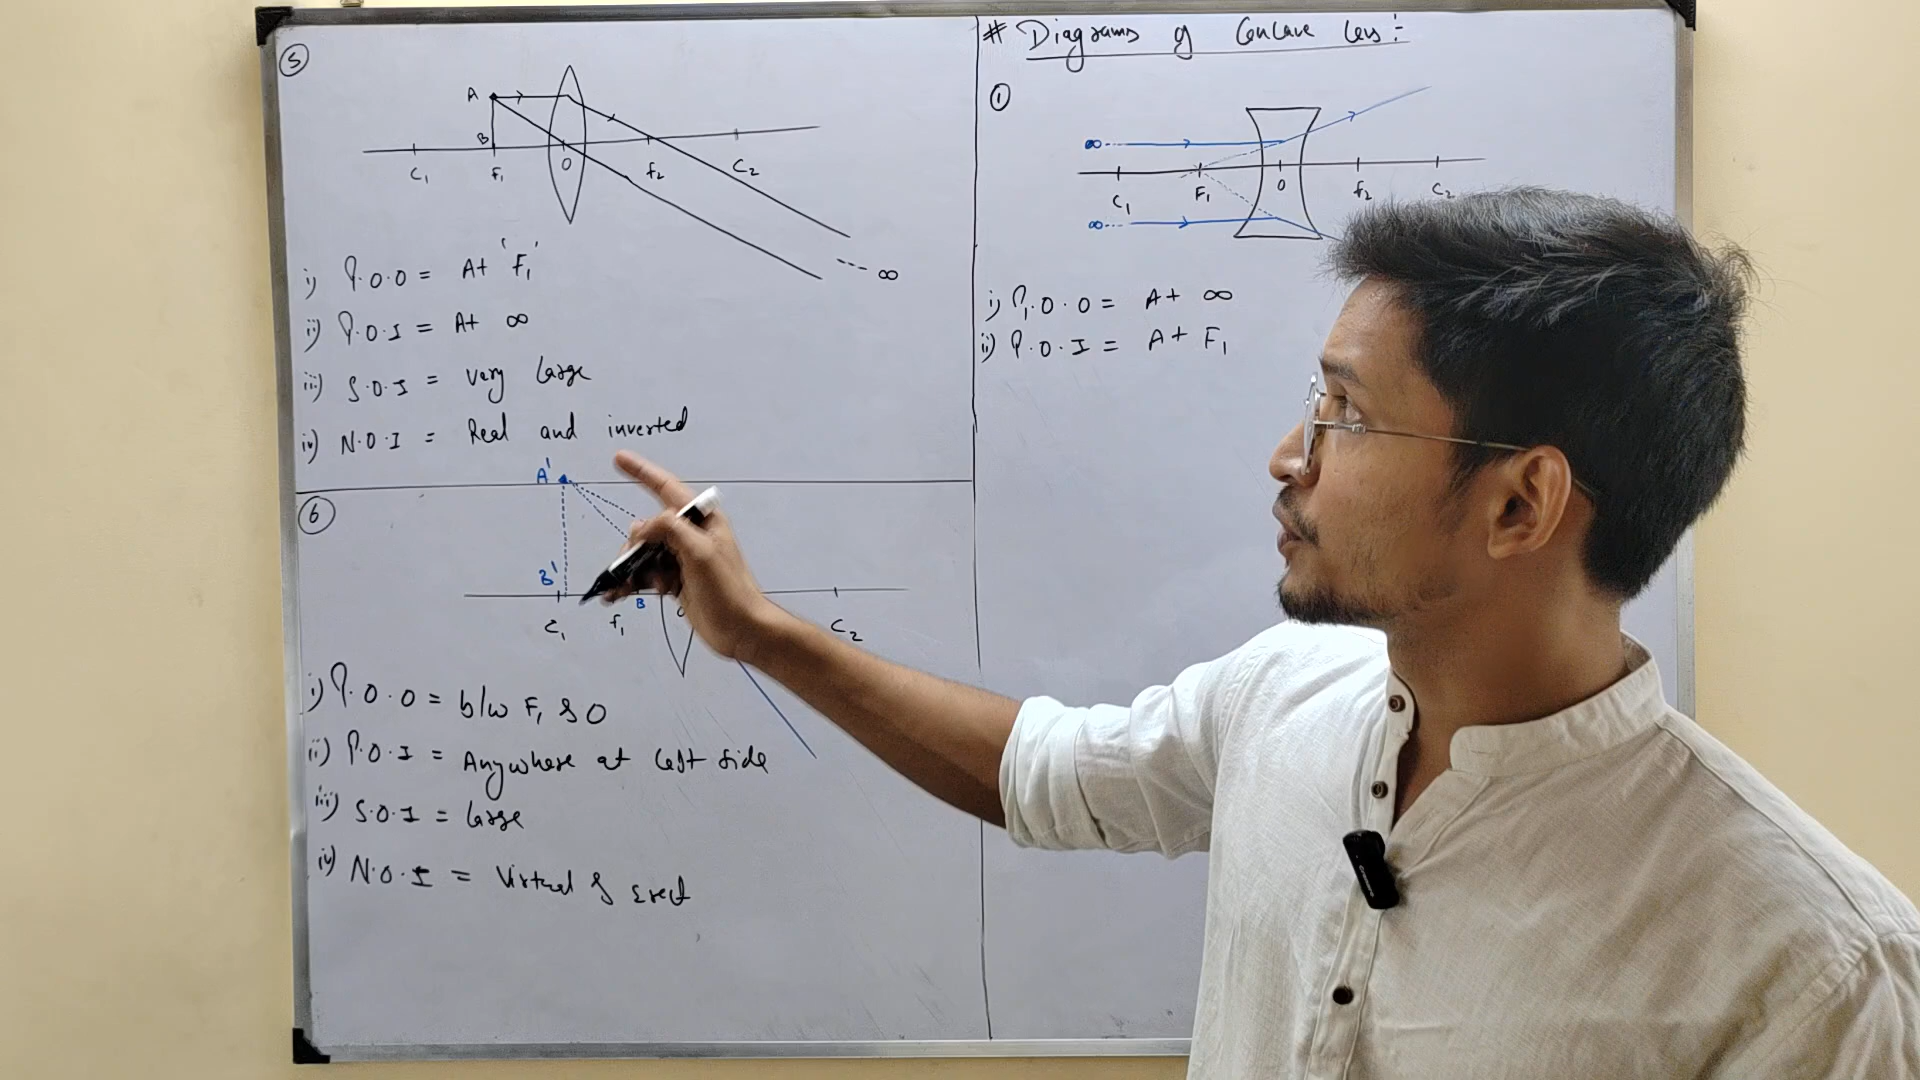 5
A
B
C₁ F₁ O f₂ C₂
--- ∞
i) P.O.O = At 'F₁'
ii) P.O.I = At ∞
iii) S.O.I = very large
iv) N.O.I = Real and inverted
6
A'
B'
B
C₁ f₁ C₂
i) P.O.O = b/w F₁ & O
ii) P.O.I = Anywhere at left side
iii) S.O.I = large
iv) N.O.I = Virtual & Erect
# Diagrams of Concave lens :-
1
∞---
C₁ F₁ O f₂ C₂
∞---
i) P.O.O = At ∞
ii) P.O.I = At F₁